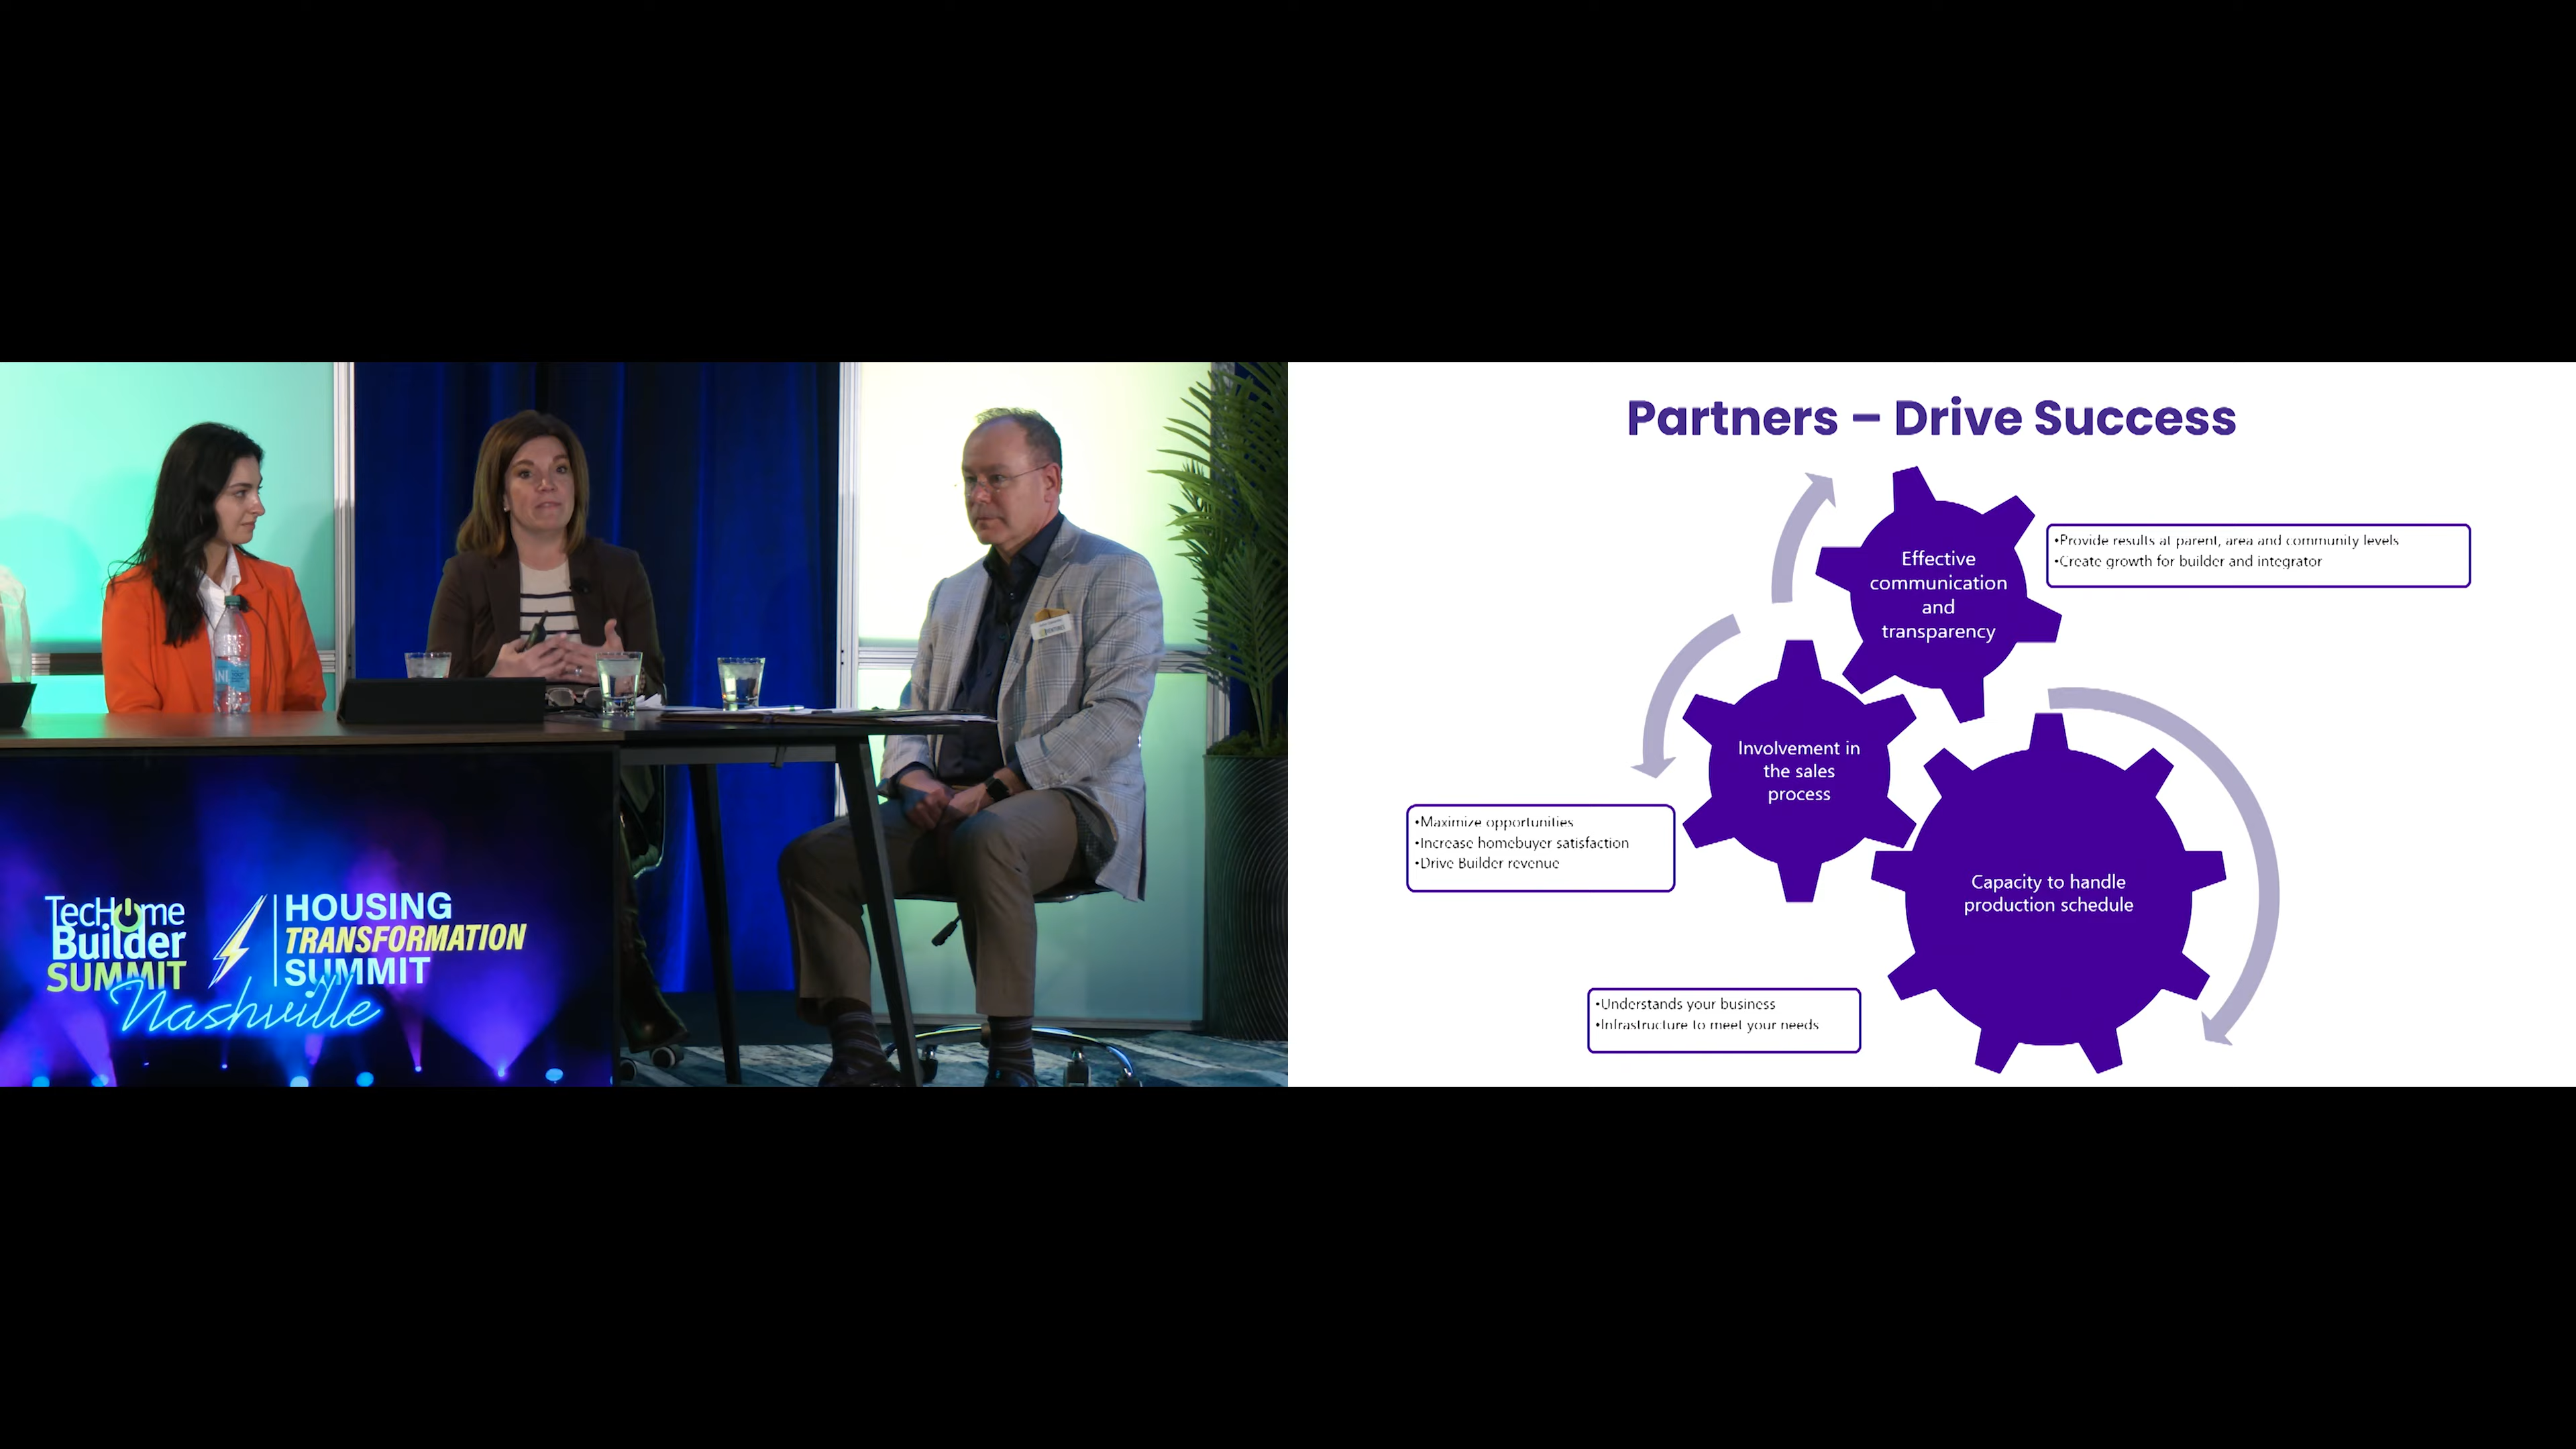 TecHome
Builder
SUMMIT
HOUSING
TRANSFORMATION
SUMMIT
Nashville
Partners – Drive Success
Effective
communication
and
transparency
•Provide results at parent, area and community levels
•Create growth for builder and integrator
Involvement in
the sales
process
•Maximize opportunities
•Increase homebuyer satisfaction
•Drive Builder revenue
Capacity to handle
production schedule
•Understands your business
•Infrastructure to meet your needs